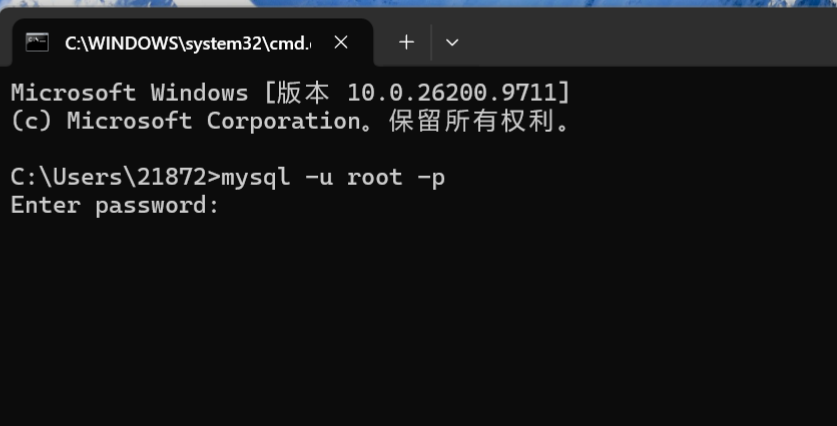 C:\WINDOWS\system32\cmd.
Microsoft Windows [版本 10.0.26200.9711]
(c) Microsoft Corporation。保留所有权利。
C:\Users\21872>mysql -u root -p
Enter password: